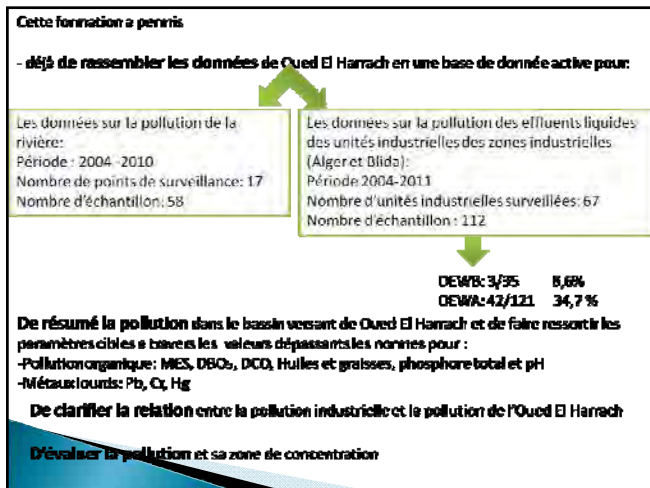 Cette formation a permis
- déjà de rassembler les données de Oued El Harrach en une base de donnée active pour:
Les données sur la pollution de la
rivière:
Période : 2004 -2010
Nombre de points de surveillance: 17
Nombre d'échantillon: 58
Les données sur la pollution des effluents liquides
des unités industrielles des zones industrielles
(Alger et Blida):
Période 2004-2011
Nombre d'unités industrielles surveillées: 67
Nombre d'échantillon : 112
DEWB: 3/35 8,6%
DEWA: 42/121 34,7 %
De résumé la pollution dans le bassin versant de Oued El Harrach et de faire ressortir les
paramètres cibles a travers les valeurs dépassants les normes pour :
-Pollution organique: MES, DBO5, DCO, Huiles et graisses, phosphore total et pH
-Métaux lourds: Pb, Cr, Hg
De clarifier la relation entre la pollution industrielle et le pollution de l'Oued El Harrach
D'évaluer la pollution et sa zone de concentration